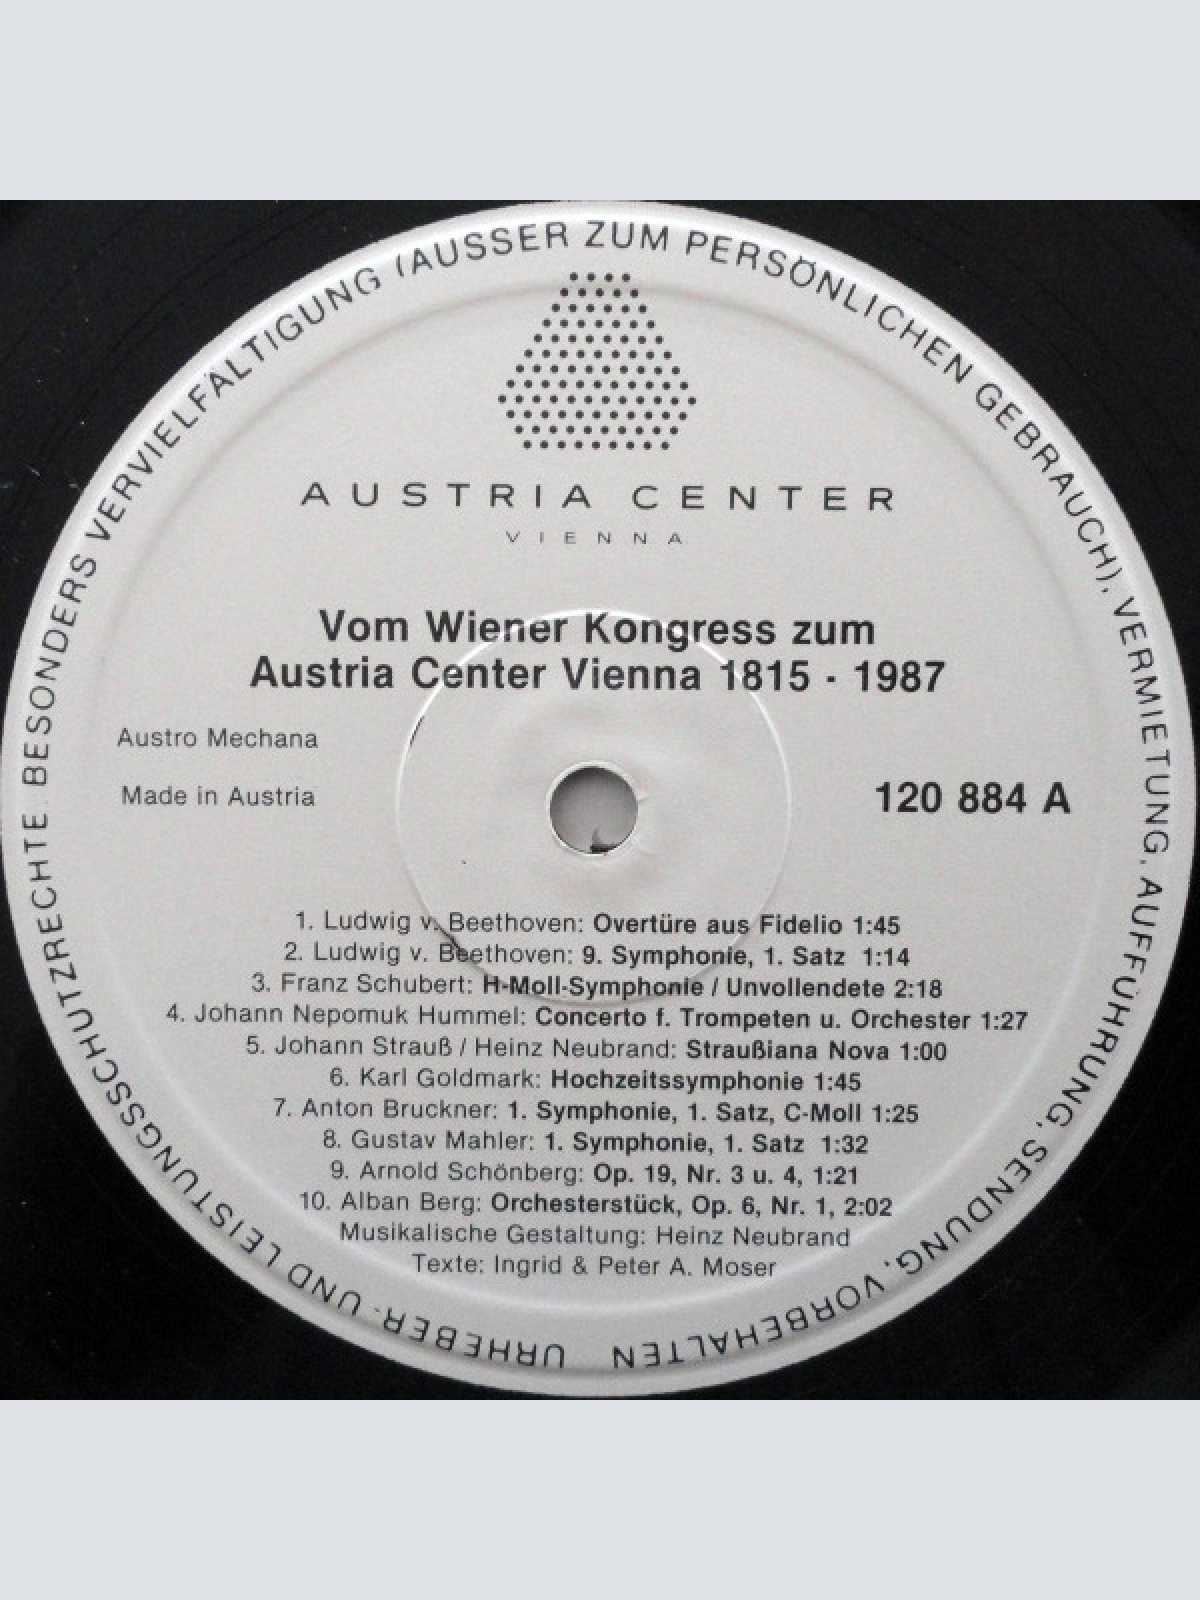 URHEBER- UND LEISTUNGSSCHUTZRECHTE, BESONDERS VERVIELFÄLTIGUNG (AUSSER ZUM PERSÖNLICHEN GEBRAUCH), VERMIETUNG, AUFFÜHRUNG, SENDUNG, VORBEHALTEN
AUSTRIA CENTER
VIENNA
Vom Wiener Kongress zum
Austria Center Vienna 1815 - 1987
Austro Mechana
Made in Austria
120 884 A
1. Ludwig v. Beethoven: Overtüre aus Fidelio 1:45
2. Ludwig v. Beethoven: 9. Symphonie, 1. Satz 1:14
3. Franz Schubert: H-Moll-Symphonie / Unvollendete 2:18
4. Johann Nepomuk Hummel: Concerto f. Trompeten u. Orchester 1:27
5. Johann Strauß / Heinz Neubrand: Straußiana Nova 1:00
6. Karl Goldmark: Hochzeitssymphonie 1:45
7. Anton Bruckner: 1. Symphonie, 1. Satz, C-Moll 1:25
8. Gustav Mahler: 1. Symphonie, 1. Satz 1:32
9. Arnold Schönberg: Op. 19, Nr. 3 u. 4, 1:21
10. Alban Berg: Orchesterstück, Op. 6, Nr. 1, 2:02
Musikalische Gestaltung: Heinz Neubrand
Texte: Ingrid & Peter A. Moser